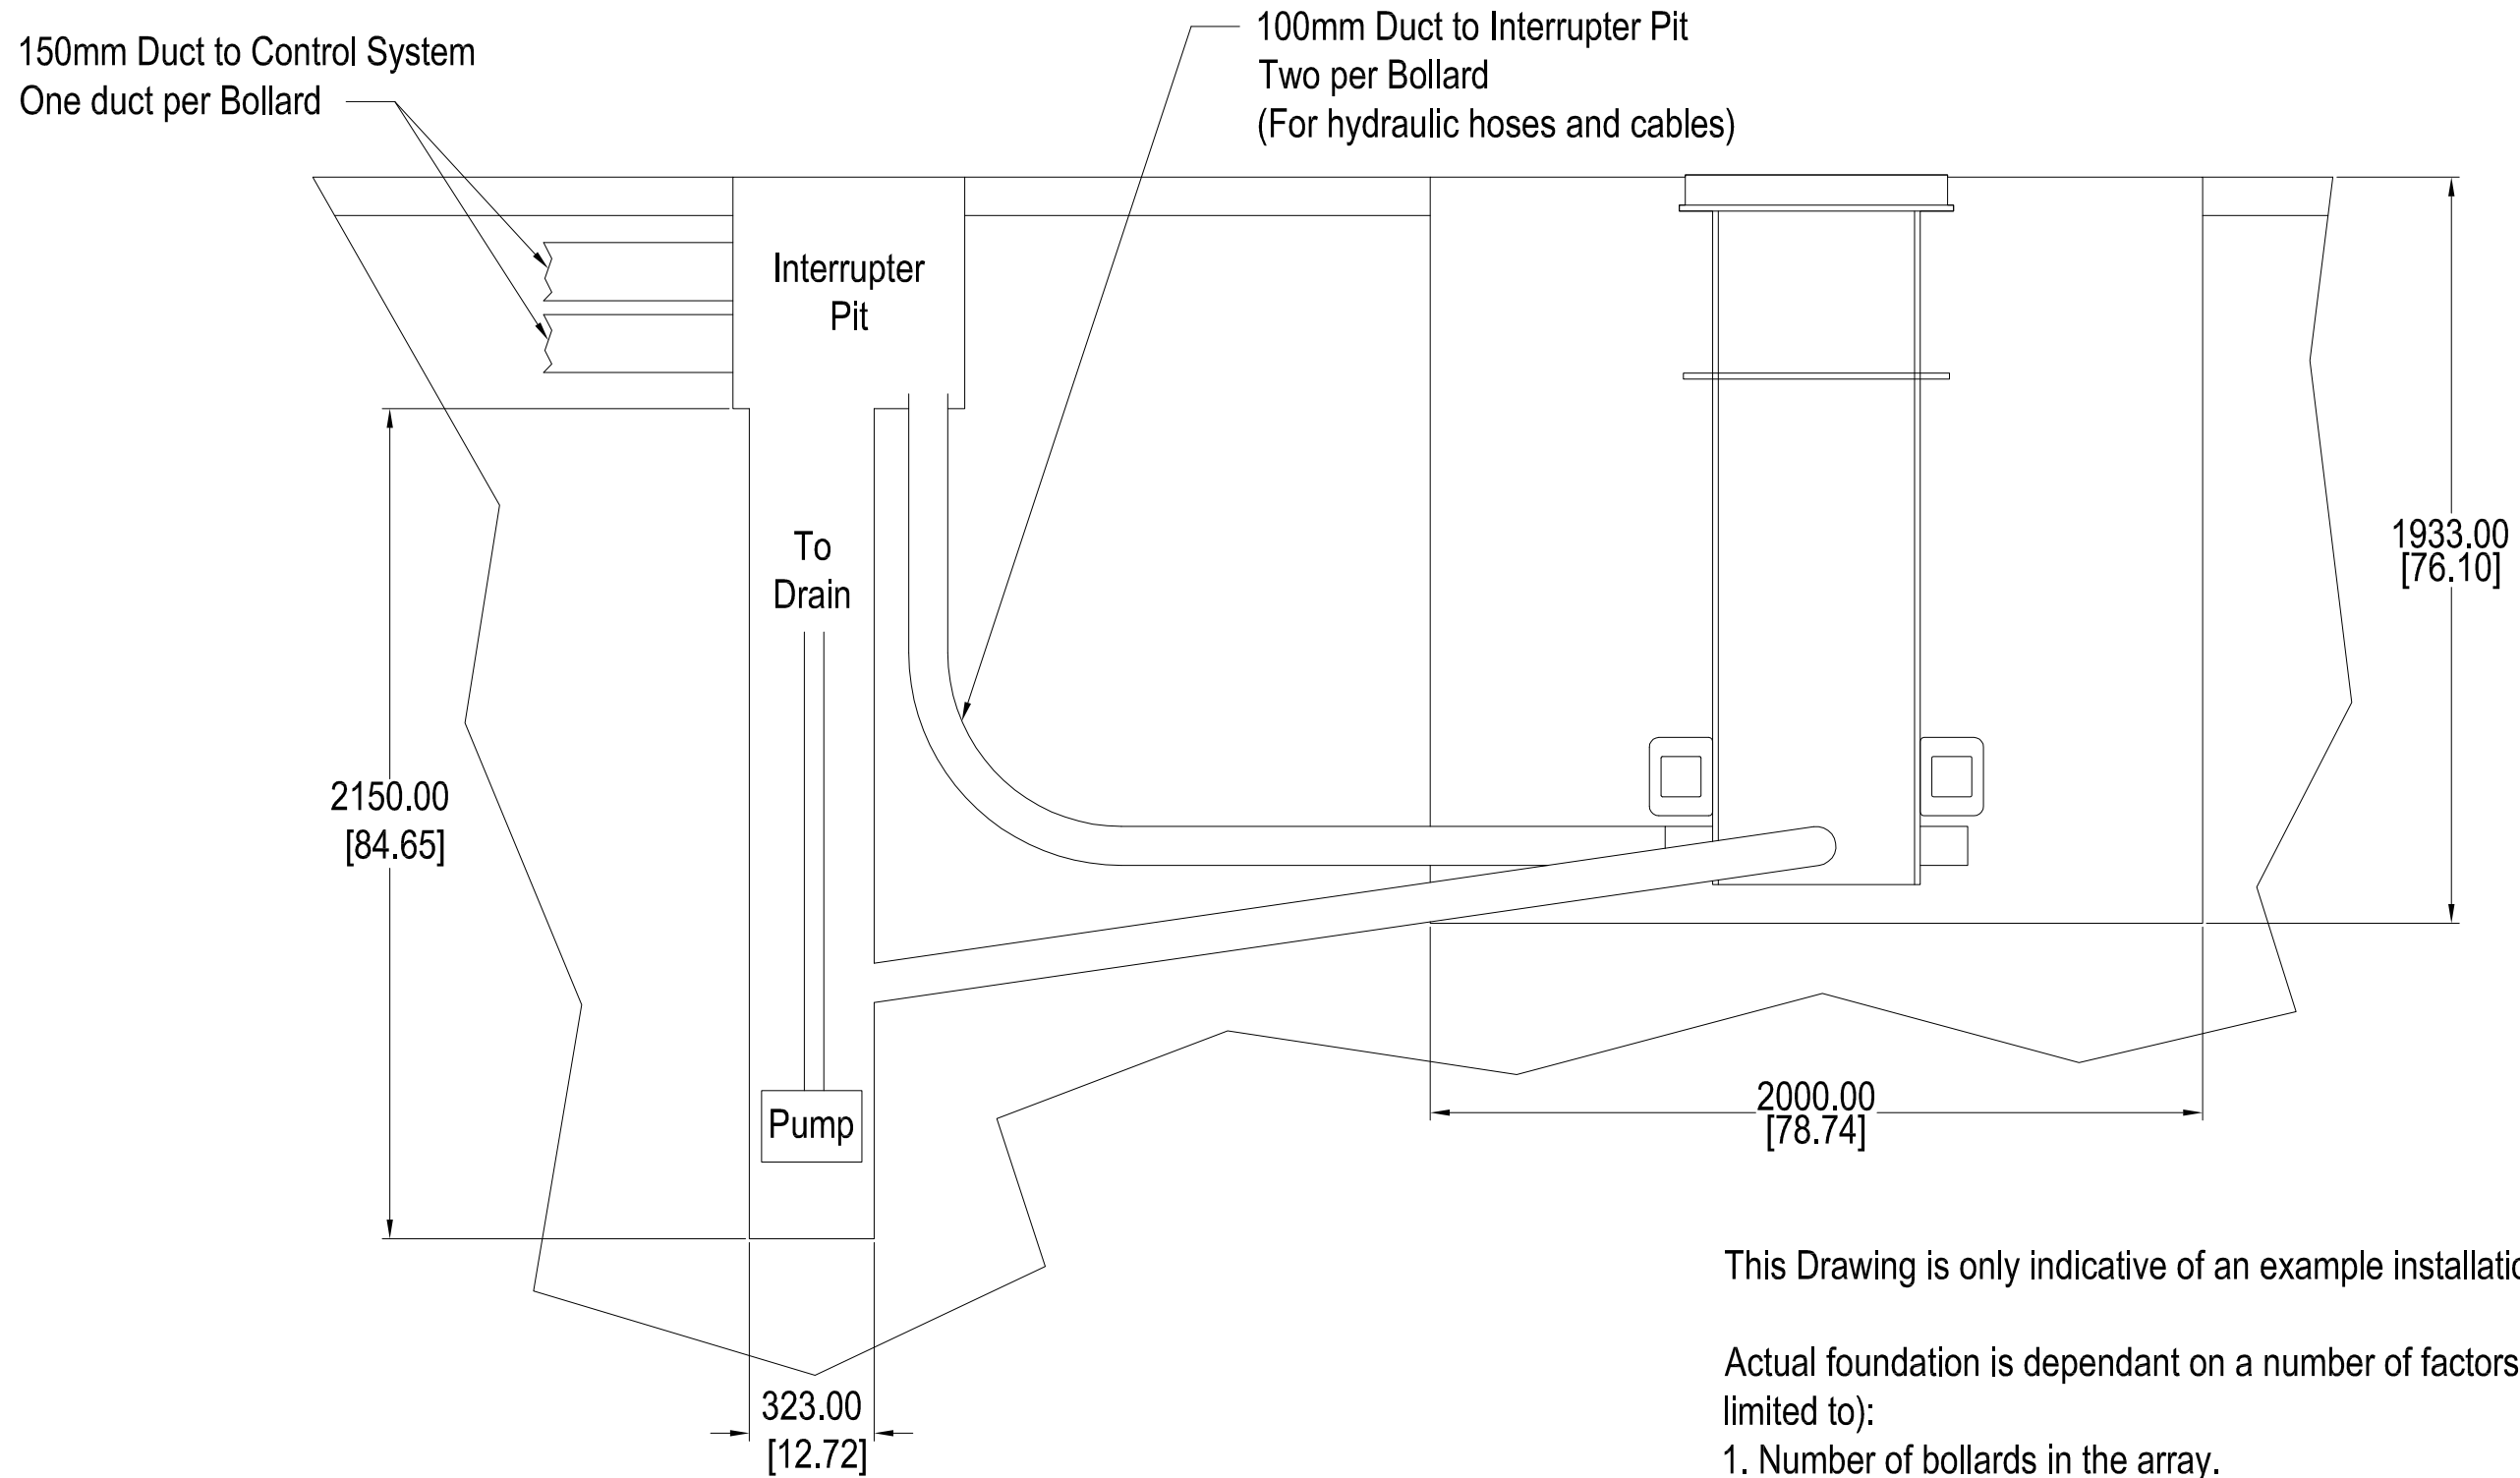 150mm Duct to Control System
One duct per Bollard
100mm Duct to Interrupter Pit
Two per Bollard
(For hydraulic hoses and cables)
Interrupter
Pit
To
Drain
1933.00
[76.10]
2150.00
[84.65]
Pump
2000.00
[78.74]
323.00
[12.72]
This Drawing is only indicative of an example
Actual foundation is dependant on a number of factors
limited to):
1. Number of bollards in the array.